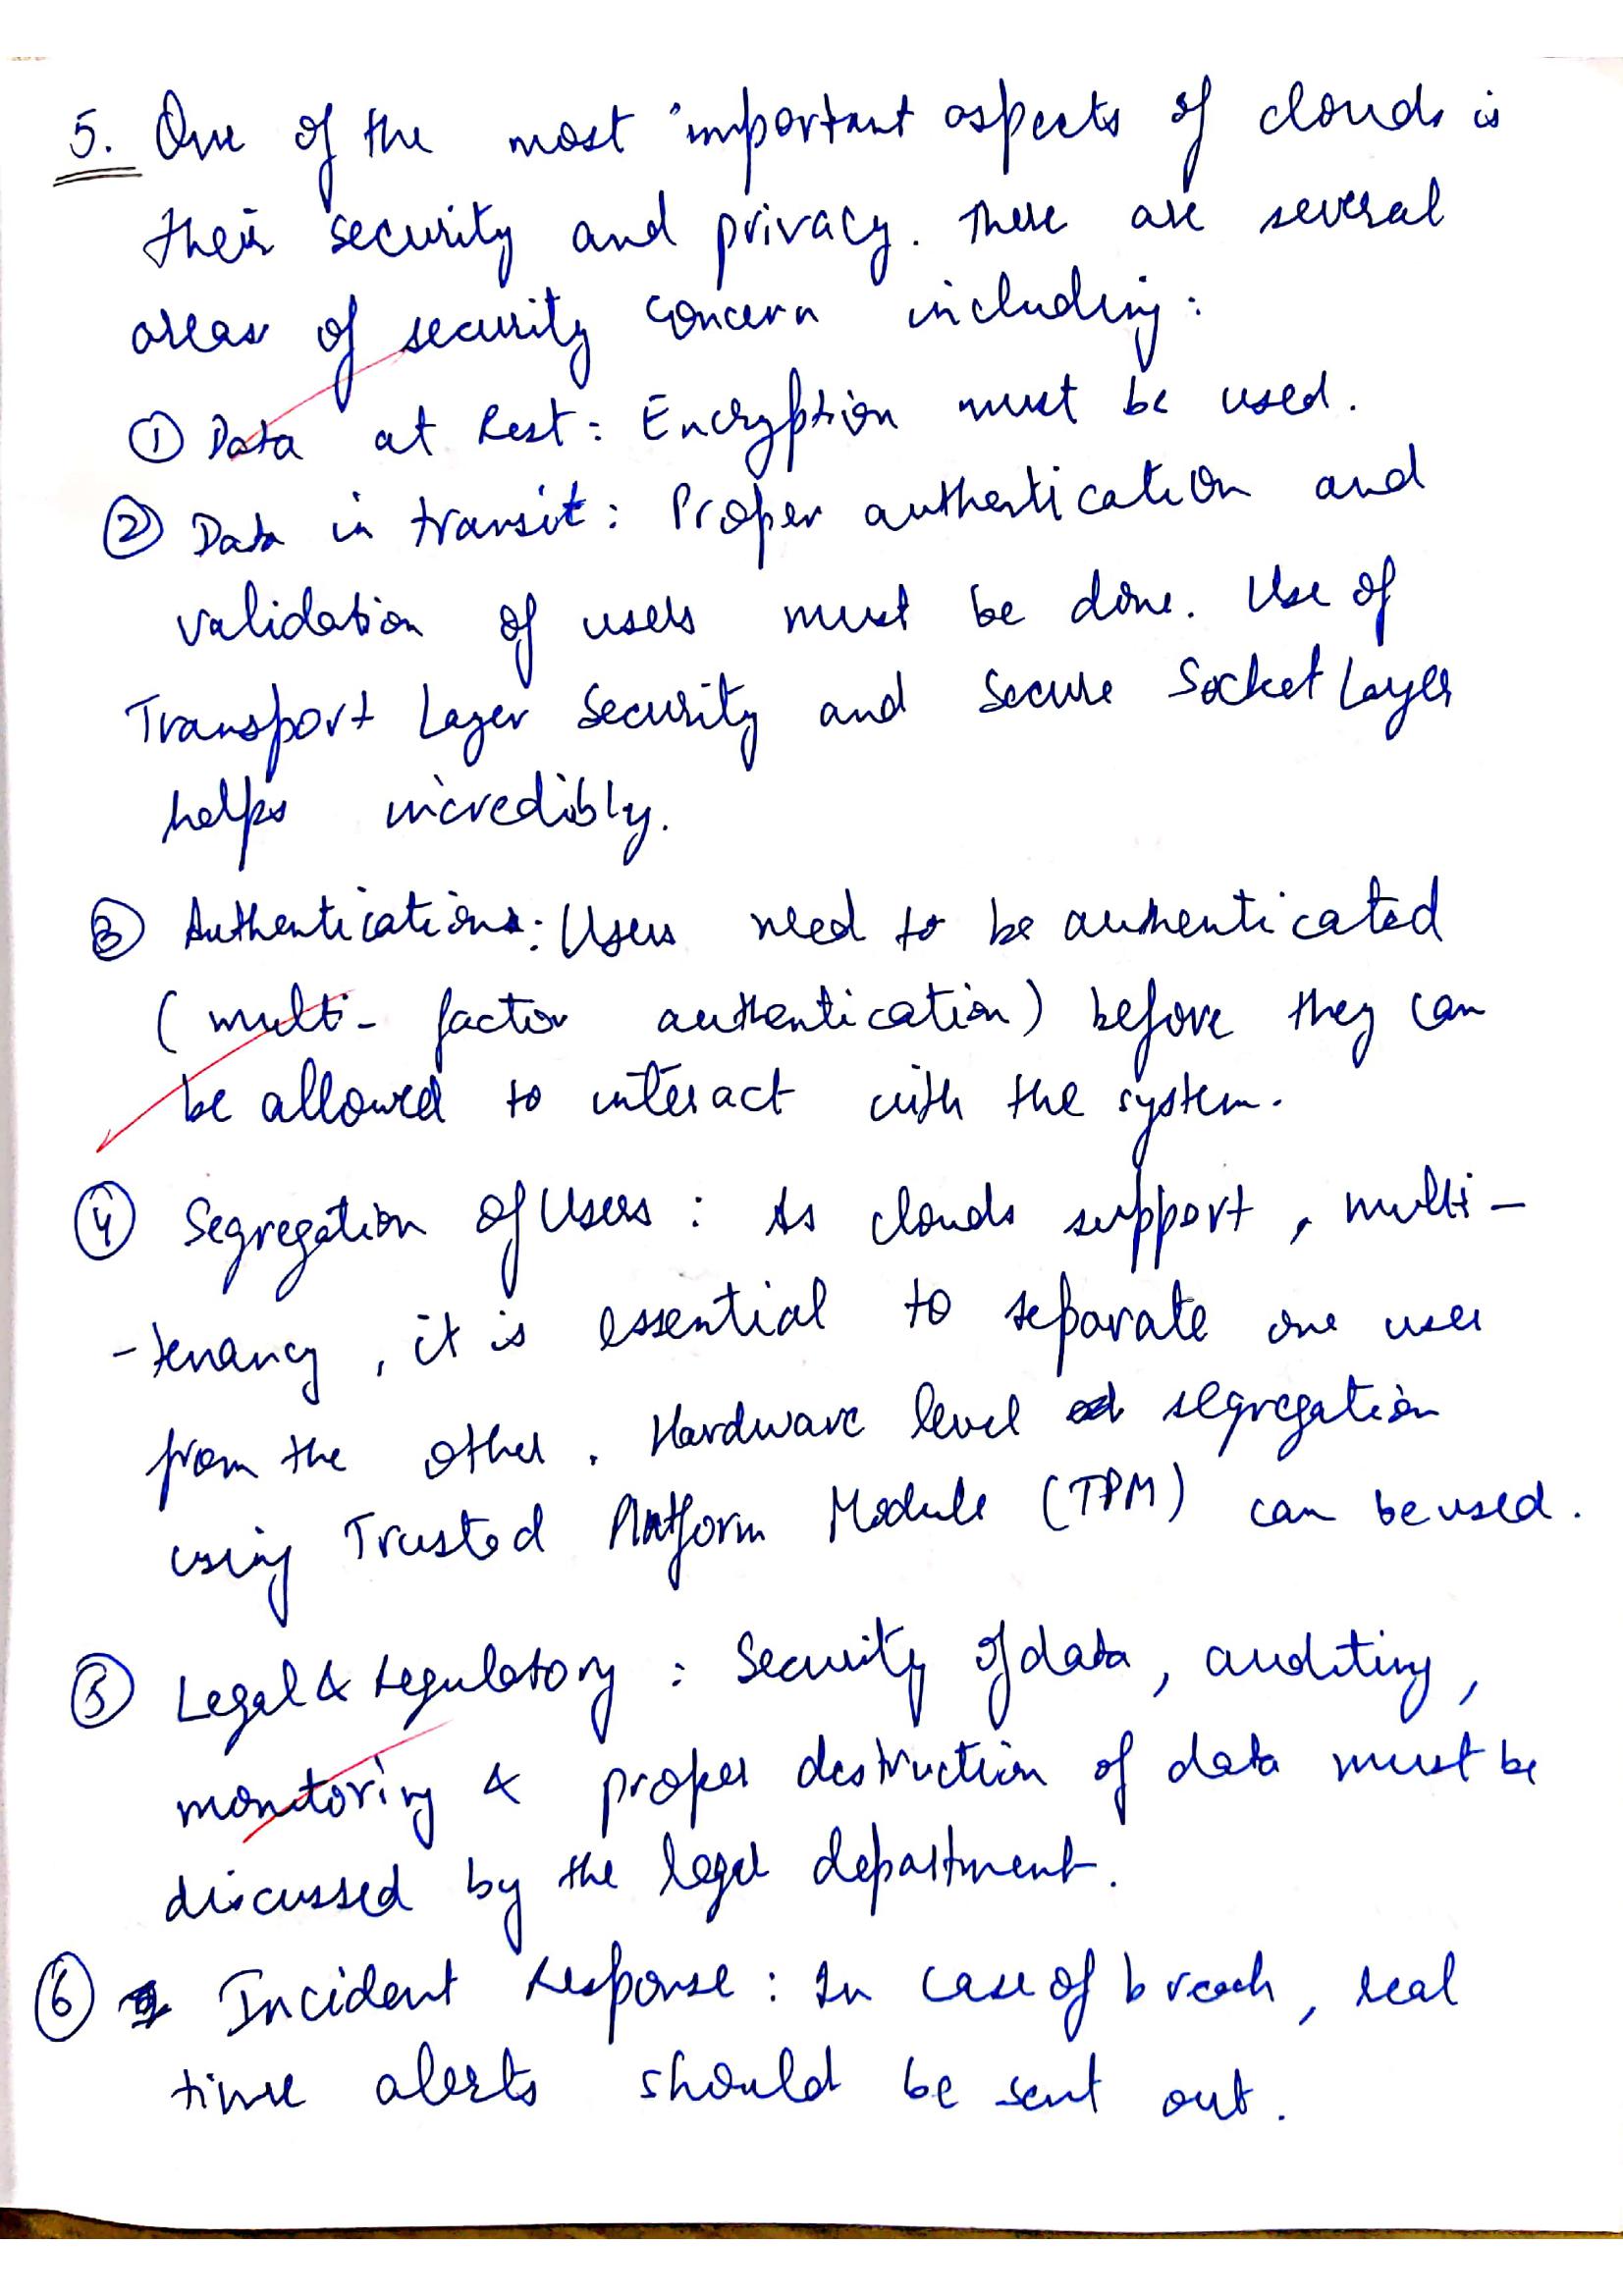 5. One of the most important aspects of clouds is
their security and privacy. There are several
areas of security concern including:
① Data at Rest: Encryption must be used.
② Data in transit: Proper authentication and
validation of users must be done. Use of
Transport Layer Security and Secure Socket Layer
helps incredibly.
③ Authentications: Users need to be authenticated
(multi-factor authentication) before they can
be allowed to interact with the system.
④ Segregation of Users: As clouds support, multi-
-tenancy, it is essential to separate one user
from the other. Hardware level segregation
using Trusted Platform Module (TPM) can be used.
⑤ Legal & regulatory: Security of data, auditing,
monitoring & proper destruction of data must be
discussed by the legal department.
⑥ Incident Response: In case of breach, real
time alerts should be sent out.